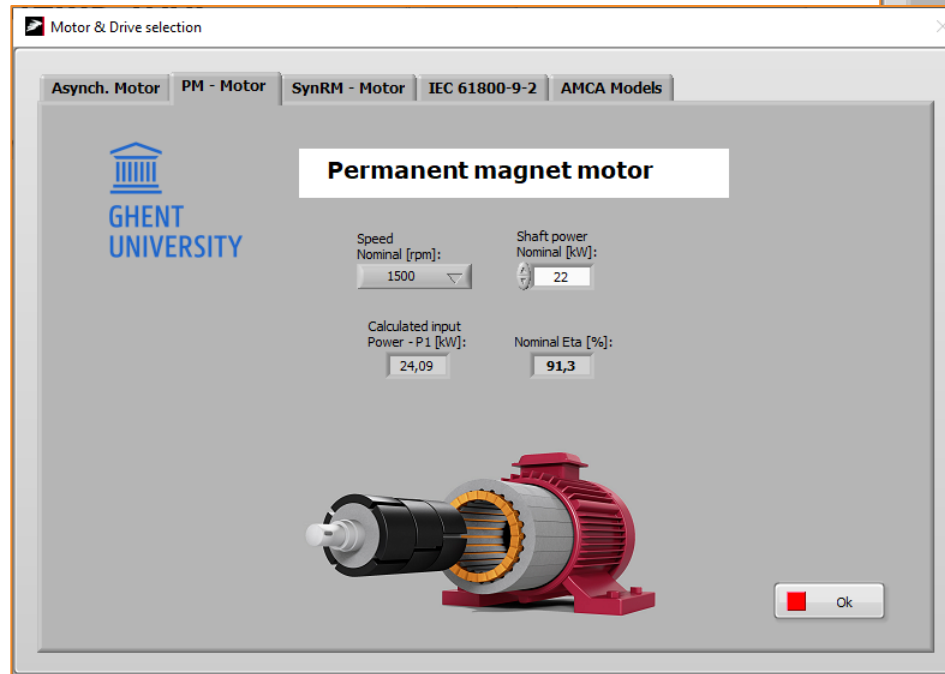 Motor & Drive selection
Asynch. Motor PM - Motor SynRM - Motor IEC 61800-9-2 AMCA Models
Permanent magnet motor
GHENT
UNIVERSITY
Speed
Nominal [rpm]:
1500
Shaft power
Nominal [kW]:
22
Calculated input
Power - P1 [kW]:
24,09
Nominal Eta [%]:
91,3
Ok